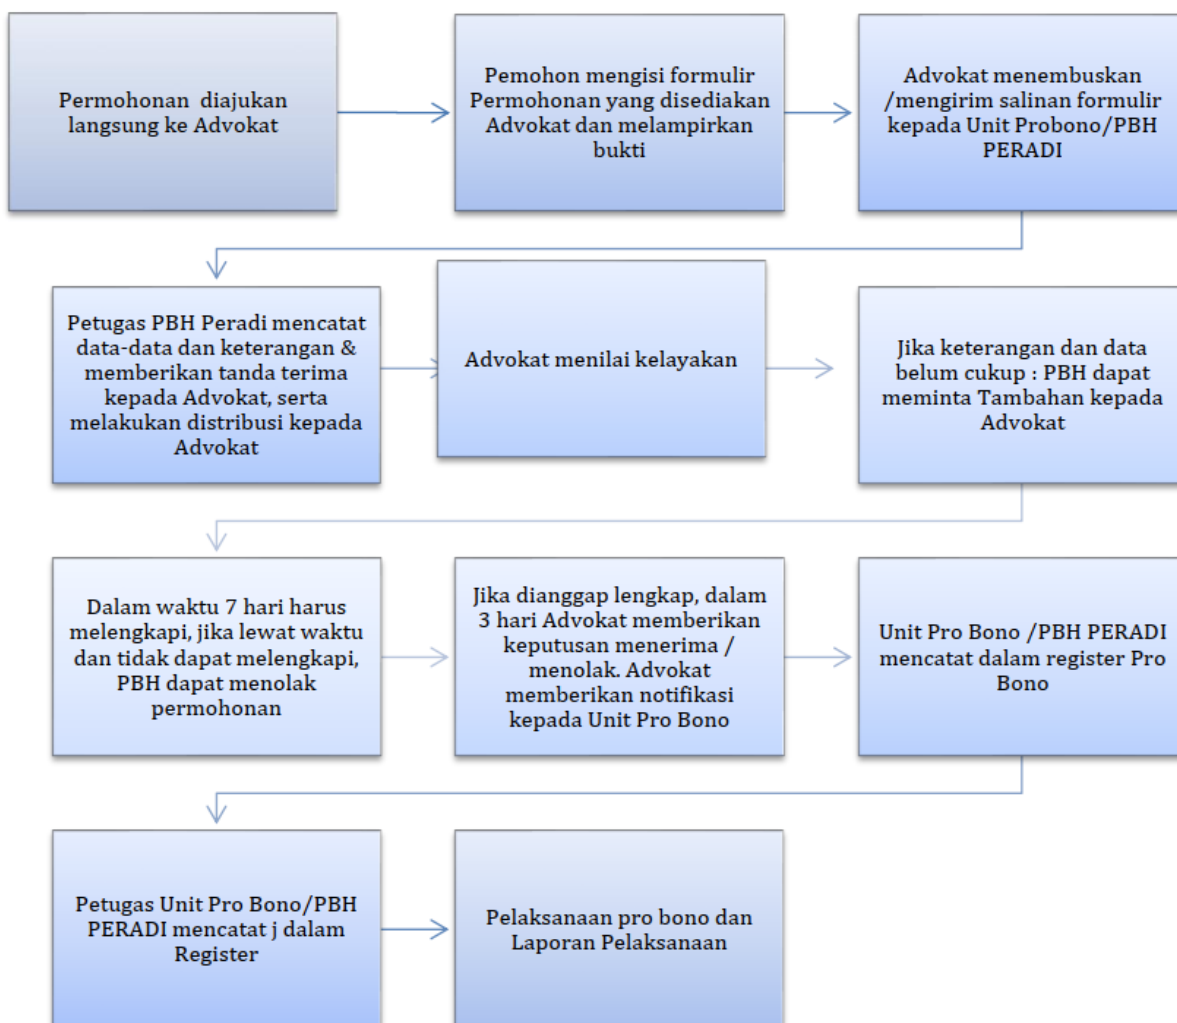 Permohonan diajukan
langsung ke Advokat
Pemohon mengisi formulir
Permohonan yang disediakan
Advokat dan melampirkan
bukti
Advokat menembuskan
/mengirim salinan formulir
kepada Unit Probono/PBH
PERADI
Petugas PBH Peradi mencatat
data-data dan keterangan &
memberikan tanda terima
kepada Advokat, serta
melakukan distribusi kepada
Advokat
Advokat menilai kelayakan
Jika keterangan dan data
belum cukup : PBH dapat
meminta Tambahan kepada
Advokat
Dalam waktu 7 hari harus
melengkapi, jika lewat waktu
dan tidak dapat melengkapi,
PBH dapat menolak
permohonan
Jika dianggap lengkap, dalam
3 hari Advokat memberikan
keputusan menerima /
menolak. Advokat
memberikan notifikasi
kepada Unit Pro Bono
Unit Pro Bono /PBH PERADI
mencatat dalam register Pro
Bono
Petugas Unit Pro Bono/PBH
PERADI mencatat j dalam
Register
Pelaksanaan pro bono dan
Laporan Pelaksanaan